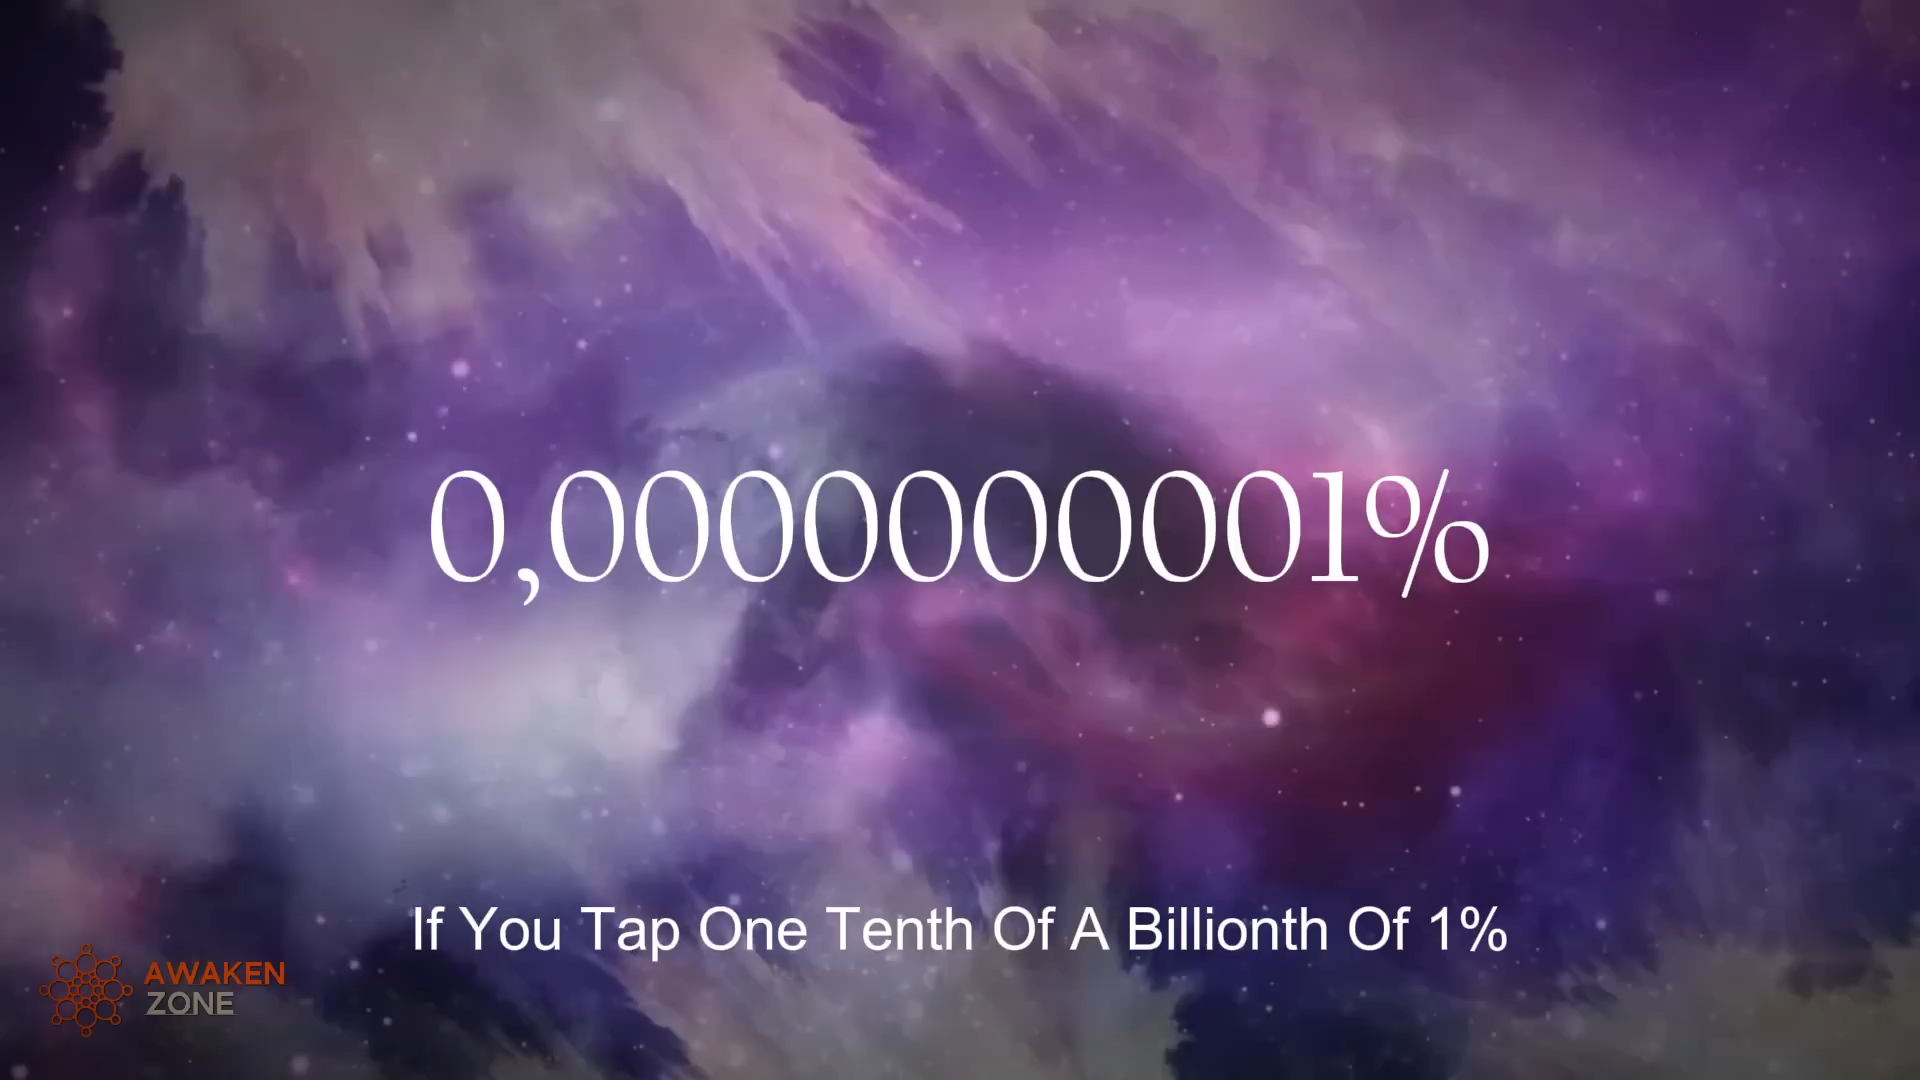 0,0000000001%
If You Tap One Tenth Of A Billionth Of 1%
AWAKEN
ZONE